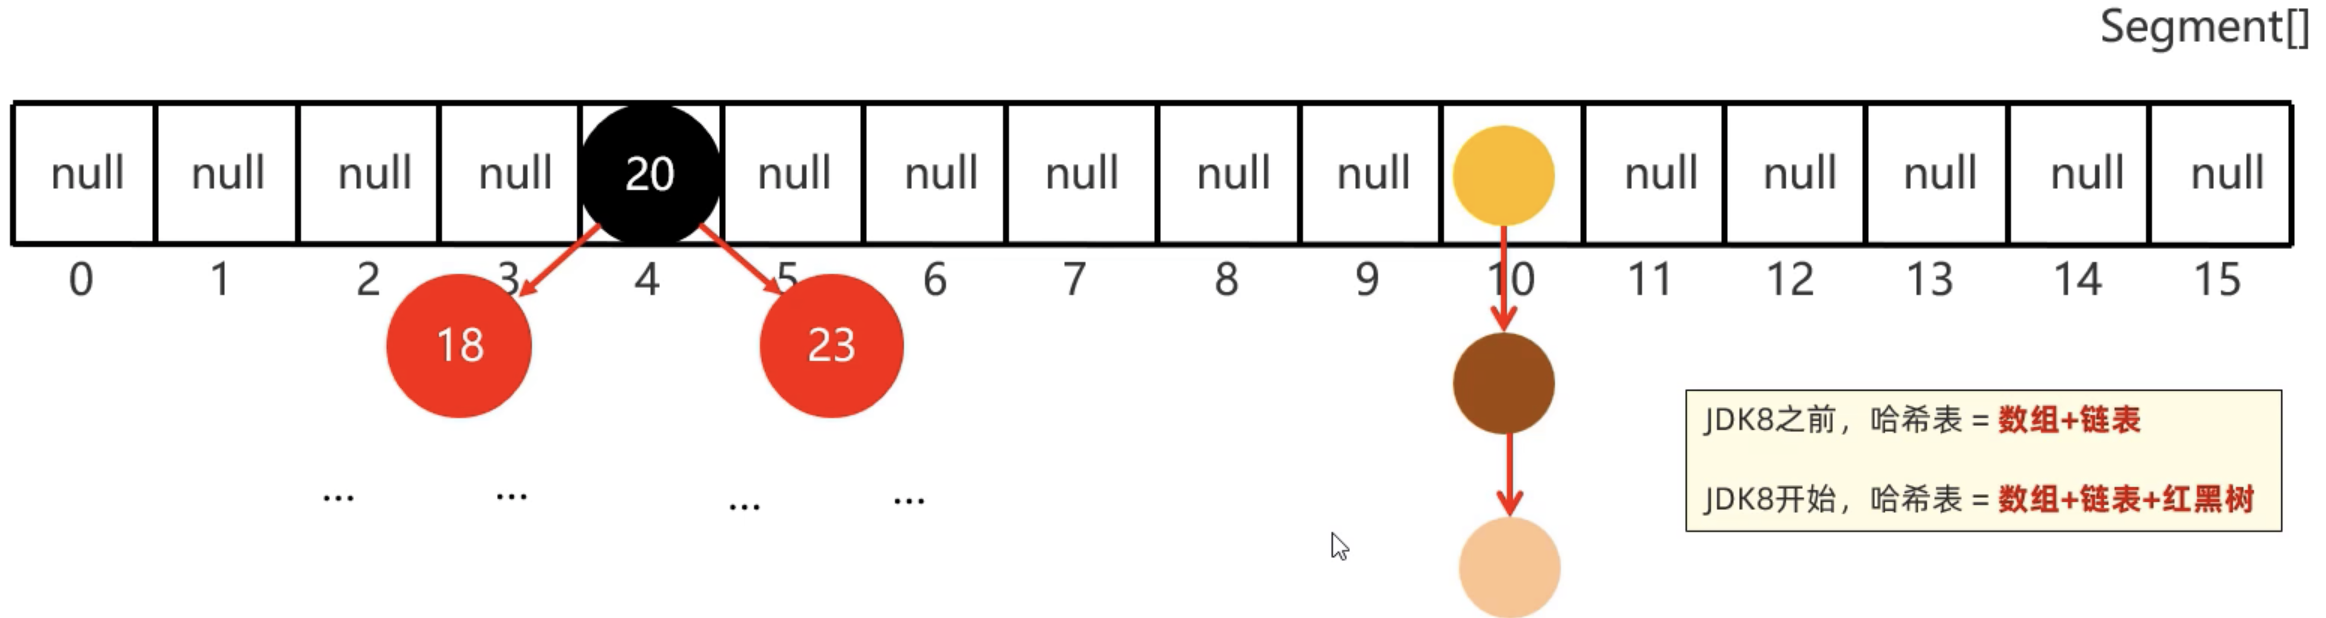 Segment[]
null null null null 20 null null null null null null null null null null
0 1 2 3 4 5 6 7 8 9 10 11 12 13 14 15
18 23
... ... ... ...
JDK8之前，哈希表 = 数组+链表
JDK8开始，哈希表 = 数组+链表+红黑树